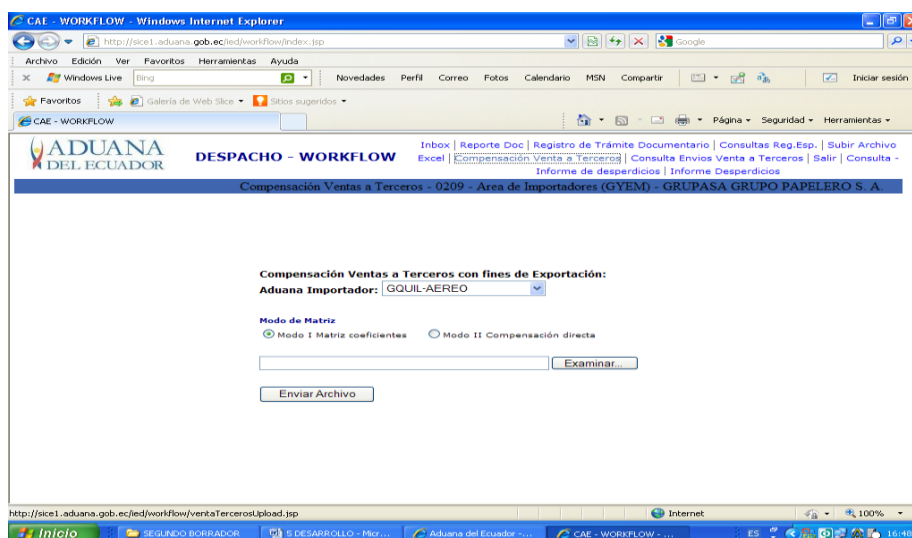 CAE - WORKFLOW - Windows Internet Explorer
http://sice1.aduana.gob.ec/ied/workflow/index.jsp
Google
Archivo Edición Ver Favoritos Herramientas Ayuda
Windows Live Bing Novedades Perfil Correo Fotos Calendario MSN Compartir Iniciar sesión
Favoritos Galería de Web Slice Sitios sugeridos
CAE - WORKFLOW Página Seguridad Herramientas
ADUANA DEL ECUADOR
DESPACHO - WORKFLOW
Inbox | Reporte Doc | Registro de Trámite Documentario | Consultas Reg.Esp. | Subir Archivo
Excel | Compensación Venta a Terceros | Consulta Envios Venta a Terceros | Salir | Consulta -
Informe de desperdicios | Informe Desperdicios
Compensación Ventas a Terceros - 0209 - Area de Importadores (GYEM) - GRUPASA GRUPO PAPELERO S. A.
Compensación Ventas a Terceros con fines de Exportación:
Aduana Importador: GQUIL-AEREO
Modo de Matriz
Modo I Matriz coeficientes Modo II Compensación directa
Examinar...
Enviar Archivo
http://sice1.aduana.gob.ec/ied/workflow/ventaTercerosUpload.jsp Internet 100%
Inicio SEGUNDO BORRADOR 5 DESARROLLO - Micr... Aduana del Ecuador -... CAE - WORKFLOW - ... ES 16:48